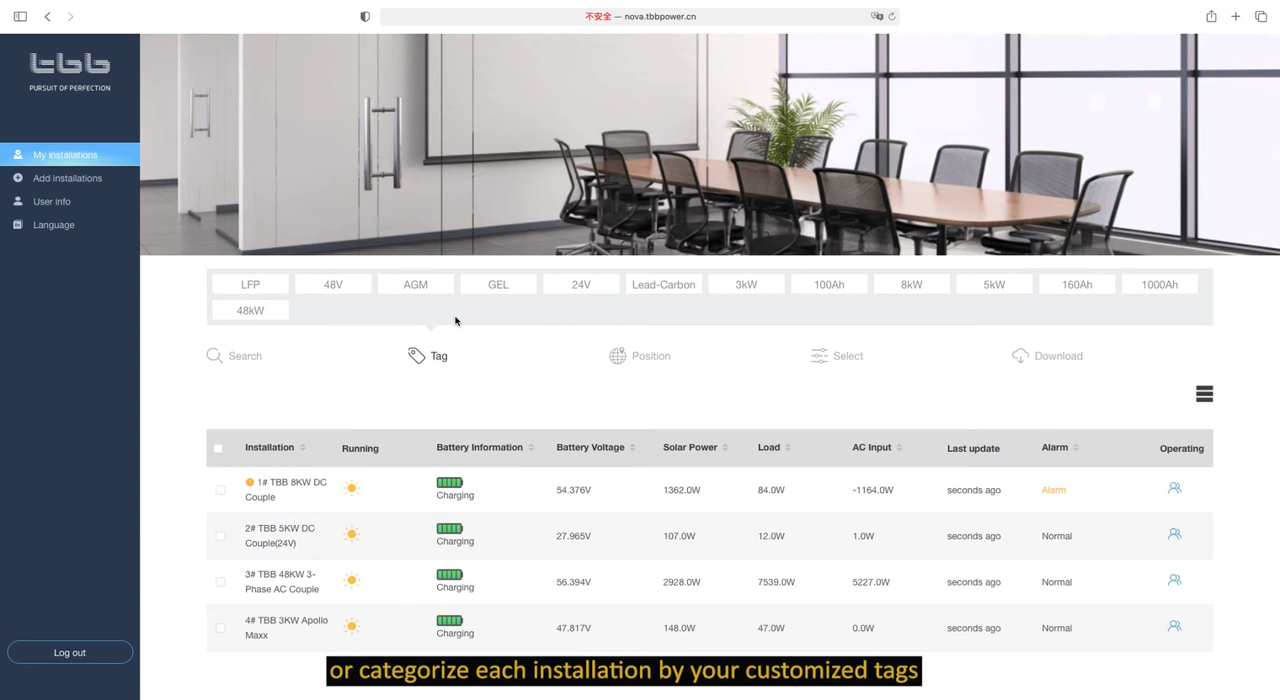 不安全 — nova.tbbpower.cn
tbb
PURSUIT OF PERFECTION
My installations
Add installations
User info
Language
Log out
LFP 48V AGM GEL 24V Lead-Carbon 3kW 100Ah 8kW 5kW 160Ah 1000Ah
48kW
Search Tag Position Select Download
Installation Running Battery Information Battery Voltage Solar Power Load AC Input Last update Alarm Operating
1# TBB 8KW DC
Couple Charging 54.376V 1362.0W 84.0W -1164.0W seconds ago Alarm
2# TBB 5KW DC
Couple(24V) Charging 27.965V 107.0W 12.0W 1.0W seconds ago Normal
3# TBB 48KW 3-
Phase AC Couple Charging 56.394V 2928.0W 7539.0W 5227.0W seconds ago Normal
4# TBB 3KW Apollo
Maxx Charging 47.817V 148.0W 47.0W 0.0W seconds ago Normal
or categorize each installation by your customized tags